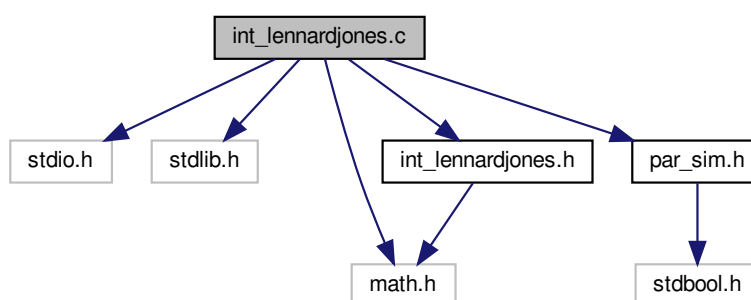 int_lennardjones.c
stdio.h
stdlib.h
int_lennardjones.h
par_sim.h
math.h
stdbool.h